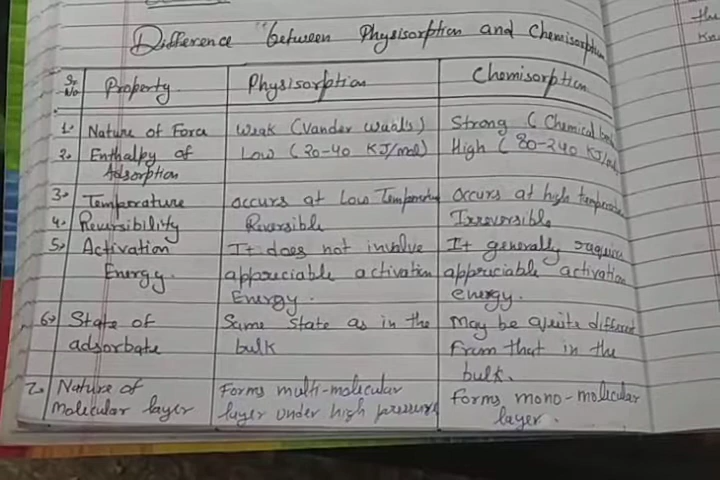 Difference between Physisorption and Chemisorption
Sr. No Property Physisorption Chemisorption
1. Nature of Force Weak (Vander Waalls) Strong (Chemical
2. Enthalpy of Low (20-40 KJ/mol) High (80-240 KJ/
Adsorption
3. Temperature occurs at Low Temperature Occurs at high temperature
4. Reversibility Reversible Irreversible
5. Activation It does not involve It generally require
Energy. appreciable activation appreciable activation
Energy. energy.
6. State of Same state as in the May be quite different
adsorbate bulk From that in the
bulk.
7. Nature of Forms multi-molecular Forms mono-molecular
molecular layer layer under high pressure layer.